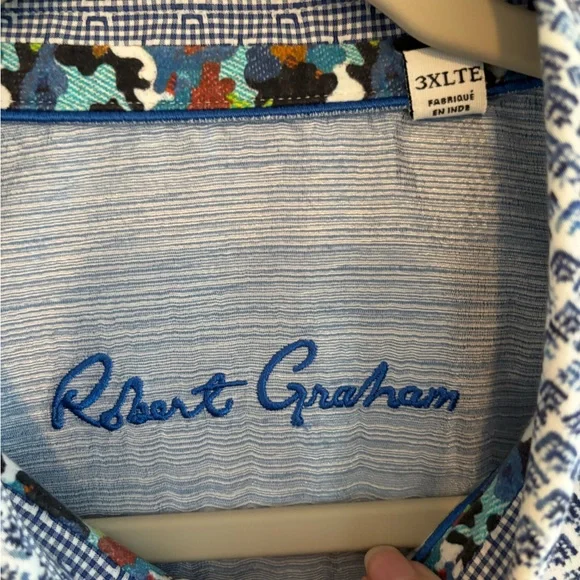 3XLTE
FABRIQUÉ
EN INDE
Robert Graham